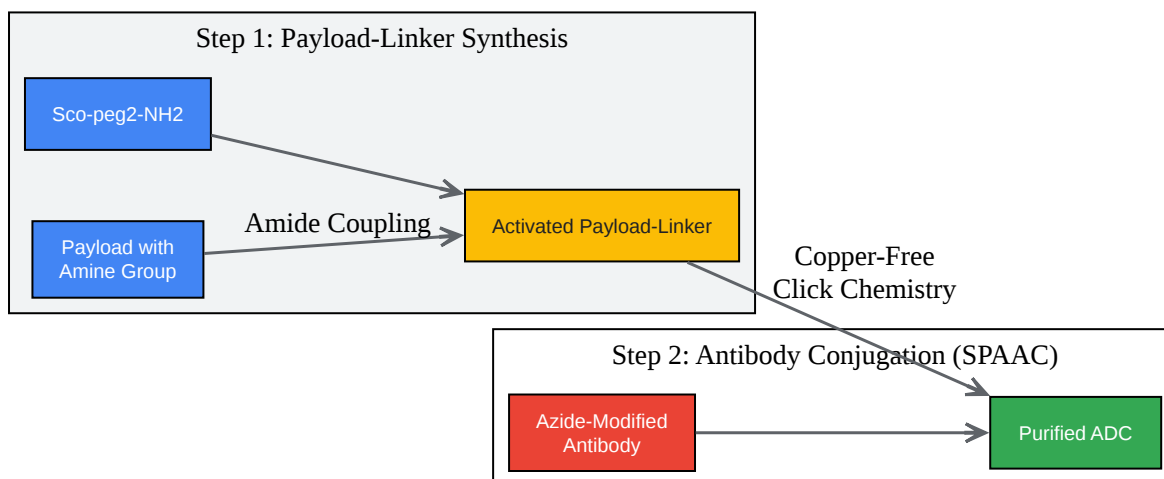 Step 1: Payload-Linker Synthesis
Sco-peg2-NH2
Activated Payload-Linker
Amide Coupling
Payload with
Amine Group
Copper-Free
Click Chemistry
Step 2: Antibody Conjugation (SPAAC)
Azide-Modified
Antibody
Purified ADC